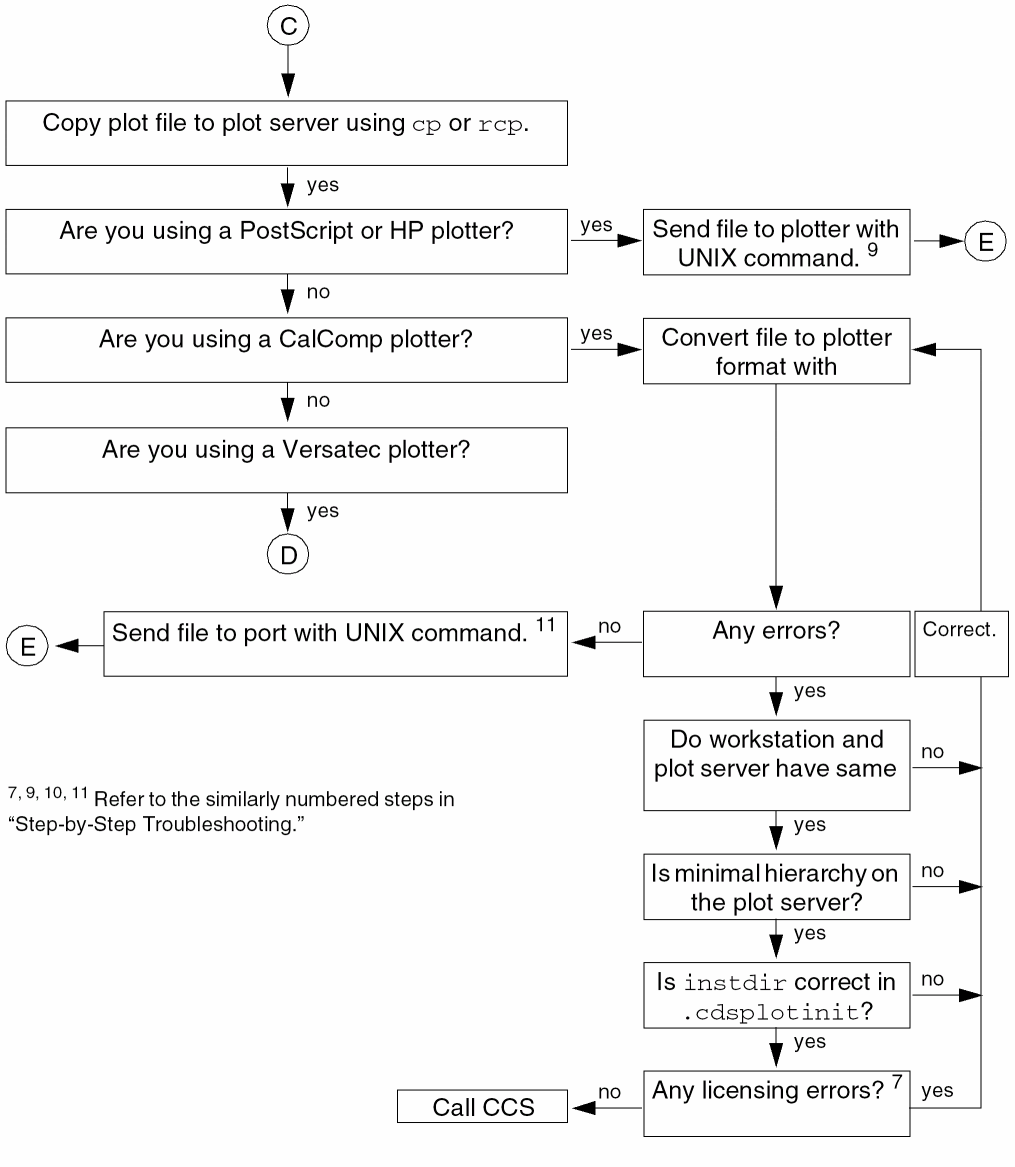 C
Copy plot file to plot server using cp or rcp.
yes
Are you using a PostScript or HP plotter?
yes
Send file to plotter with
UNIX command. 9
E
no
Are you using a CalComp plotter?
yes
Convert file to plotter
format with
no
Are you using a Versatec plotter?
yes
D
E
Send file to port with UNIX command. 11
no
Any errors?
Correct.
yes
Do workstation and
plot server have same
no
7, 9, 10, 11 Refer to the similarly numbered steps in
“Step-by-Step Troubleshooting.”
yes
Is minimal hierarchy on
the plot server?
no
yes
Is instdir correct in
.cdsplotinit?
no
yes
Any licensing errors? 7
yes
no
Call CCS